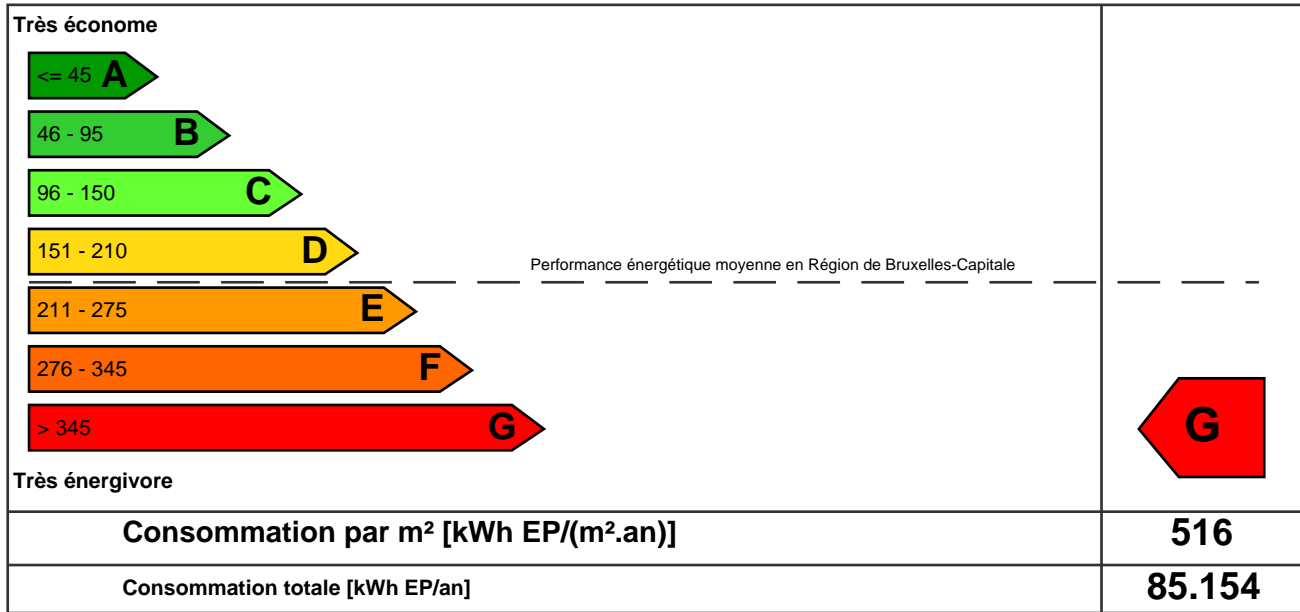 Très économe
<= 45 A
46 - 95 B
96 - 150 C
151 - 210 D
Performance énergétique moyenne en Région de Bruxelles-Capitale
211 - 275 E
276 - 345 F
> 345 G
G
Très énergivore
Consommation par m² [kWh EP/(m².an)] 516
Consommation totale [kWh EP/an] 85.154